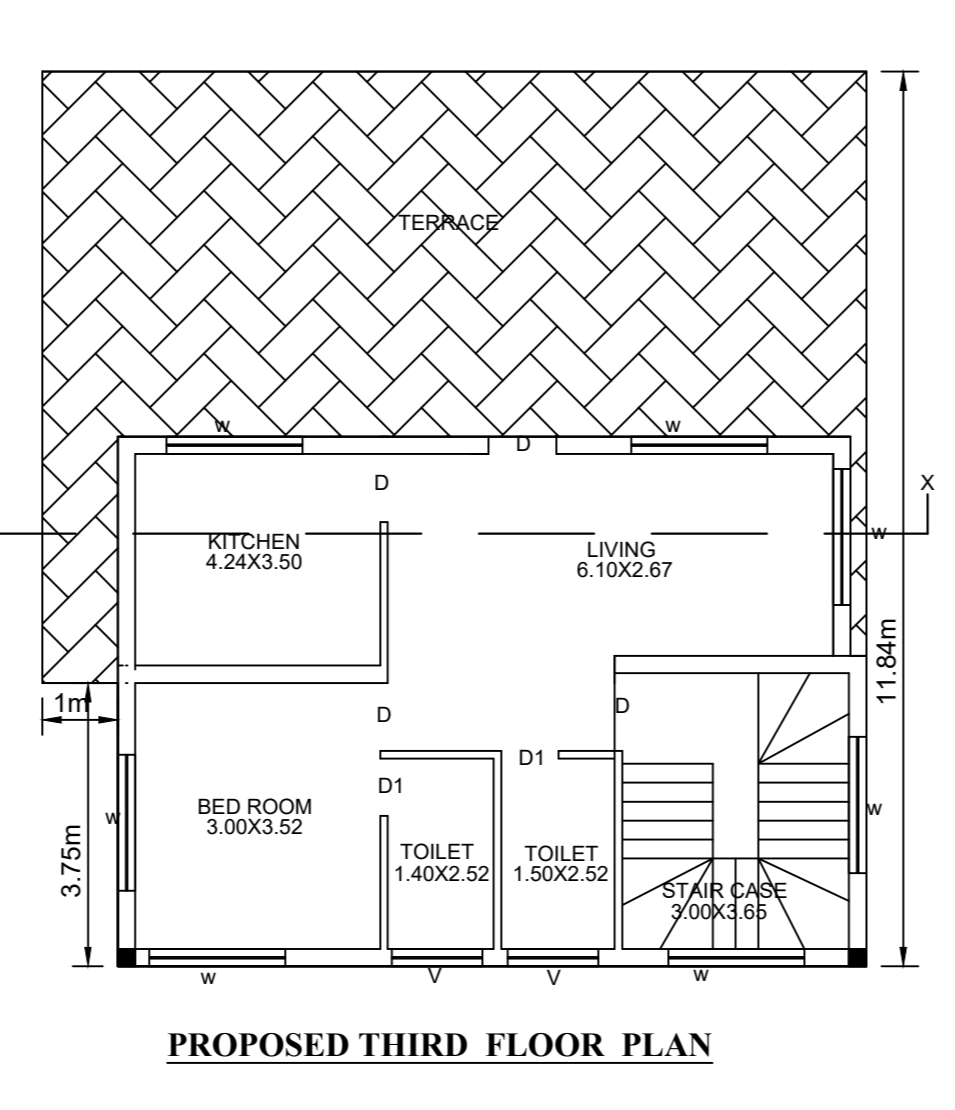 TERRACE
w
w
D
D
X
w
KITCHEN
4.24X3.50
LIVING
6.10X2.67
11.84m
1m
D
D
D1
D1
BED ROOM
3.00X3.52
w
w
3.75m
TOILET
1.40X2.52
TOILET
1.50X2.52
STAIR CASE
3.00X3.65
w
V
V
w
PROPOSED THIRD FLOOR PLAN